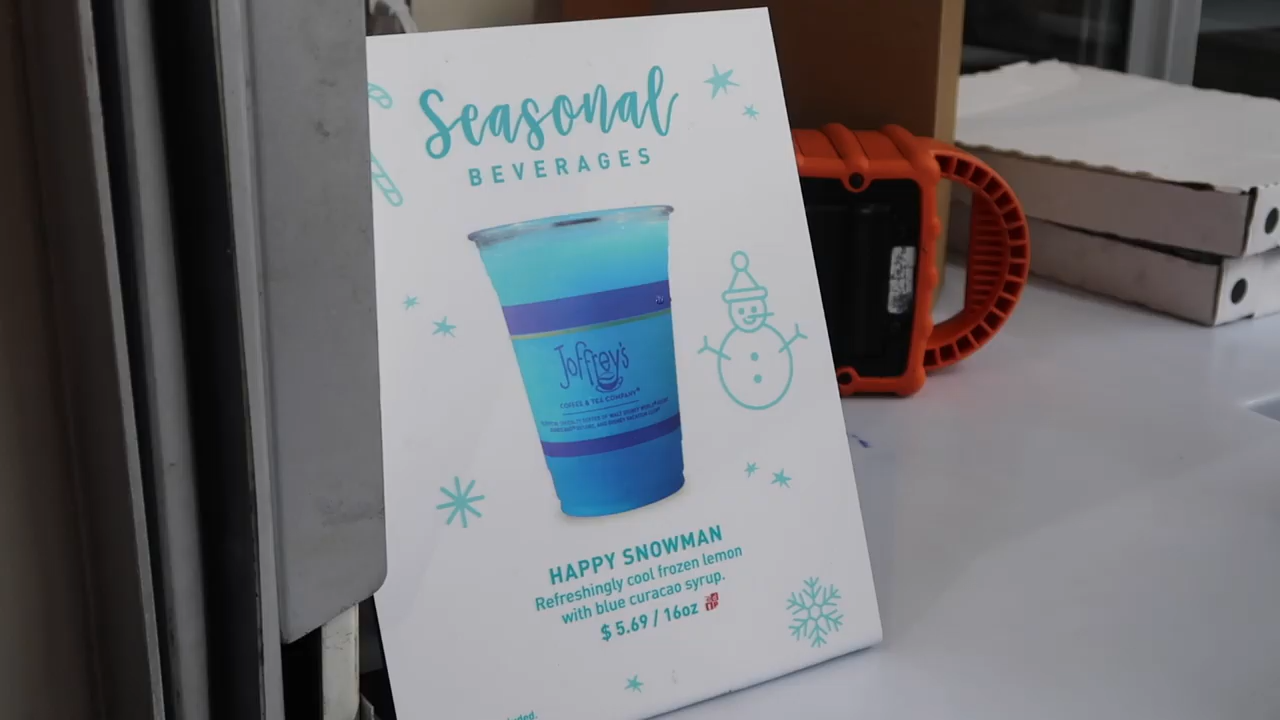 Seasonal
BEVERAGES
Joffrey's
COFFEE & TEA COMPANY®
HAPPY SNOWMAN
Refreshingly cool frozen lemon
with blue curacao syrup.
$ 5.69 / 16oz